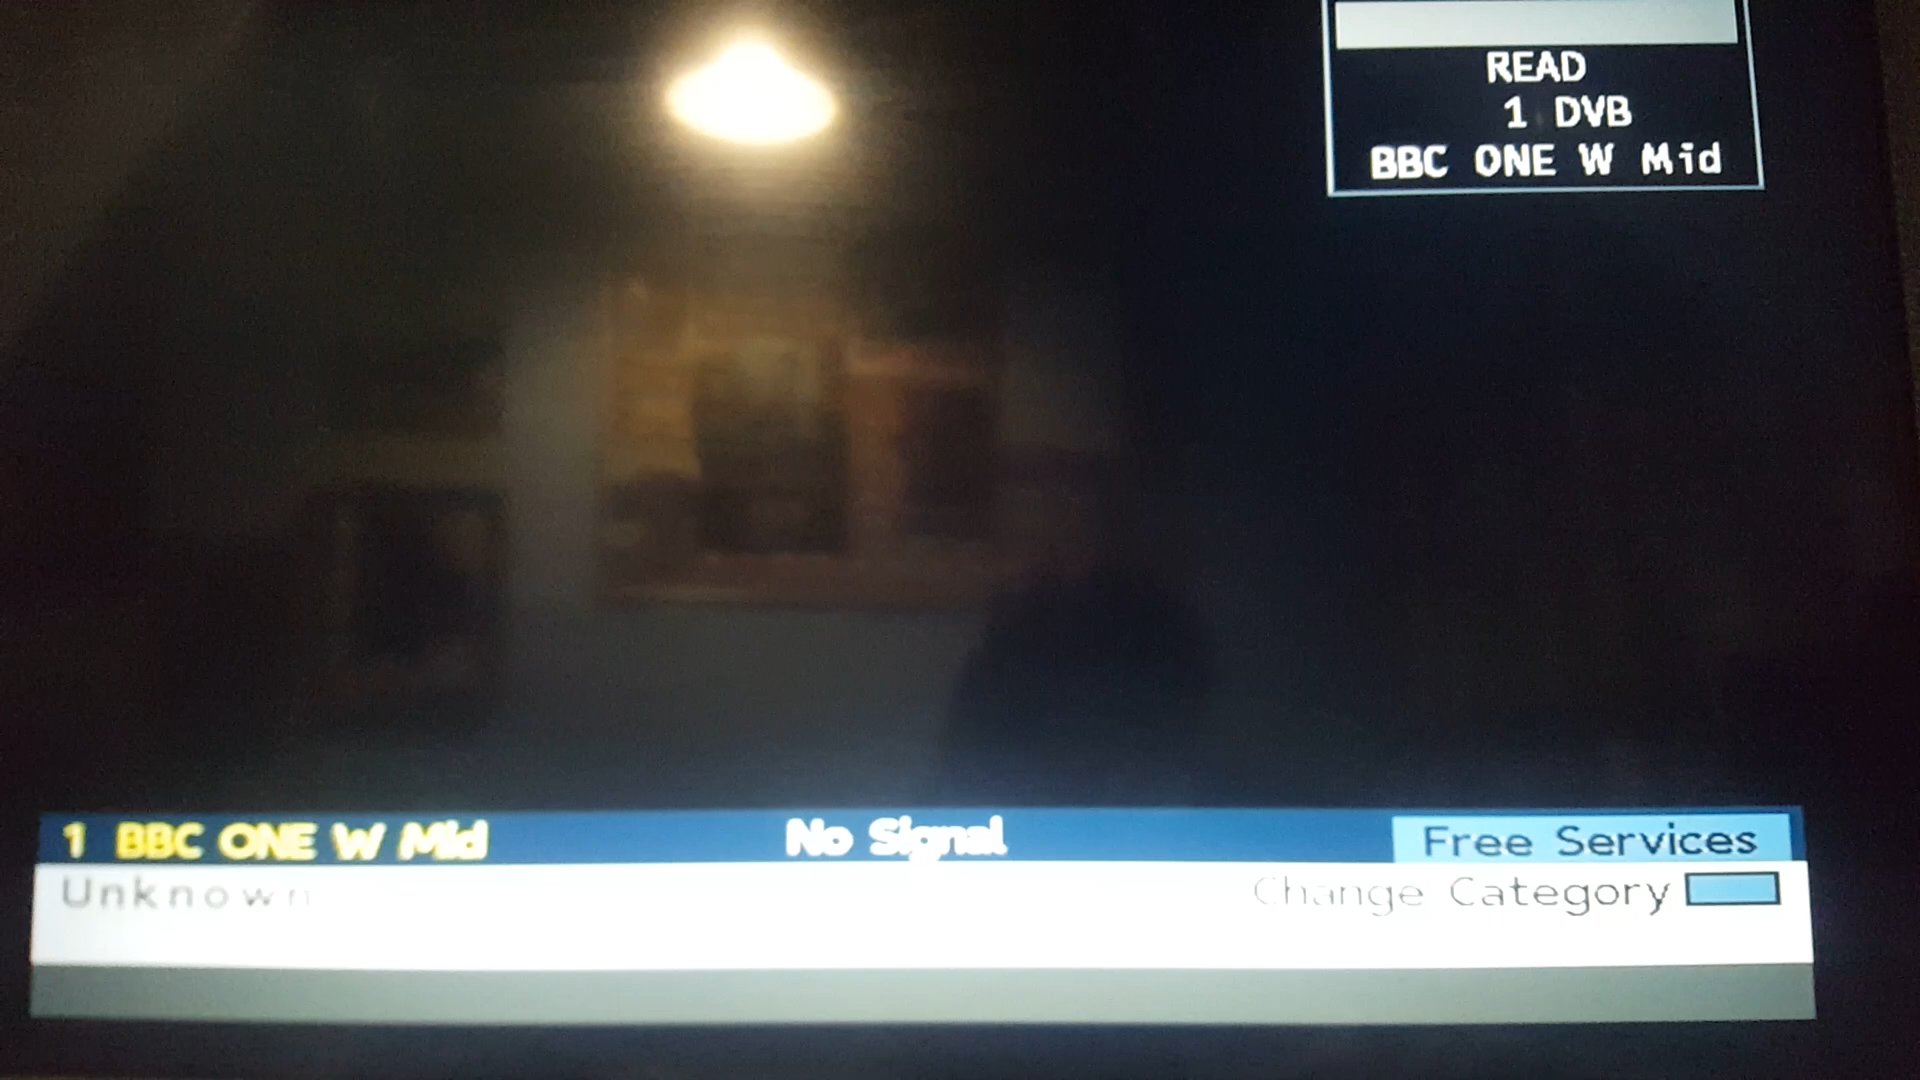 READ
1 DVB
BBC ONE W Mid
1 BBC ONE W Mid No Signal Free Services
Unknown Change Category